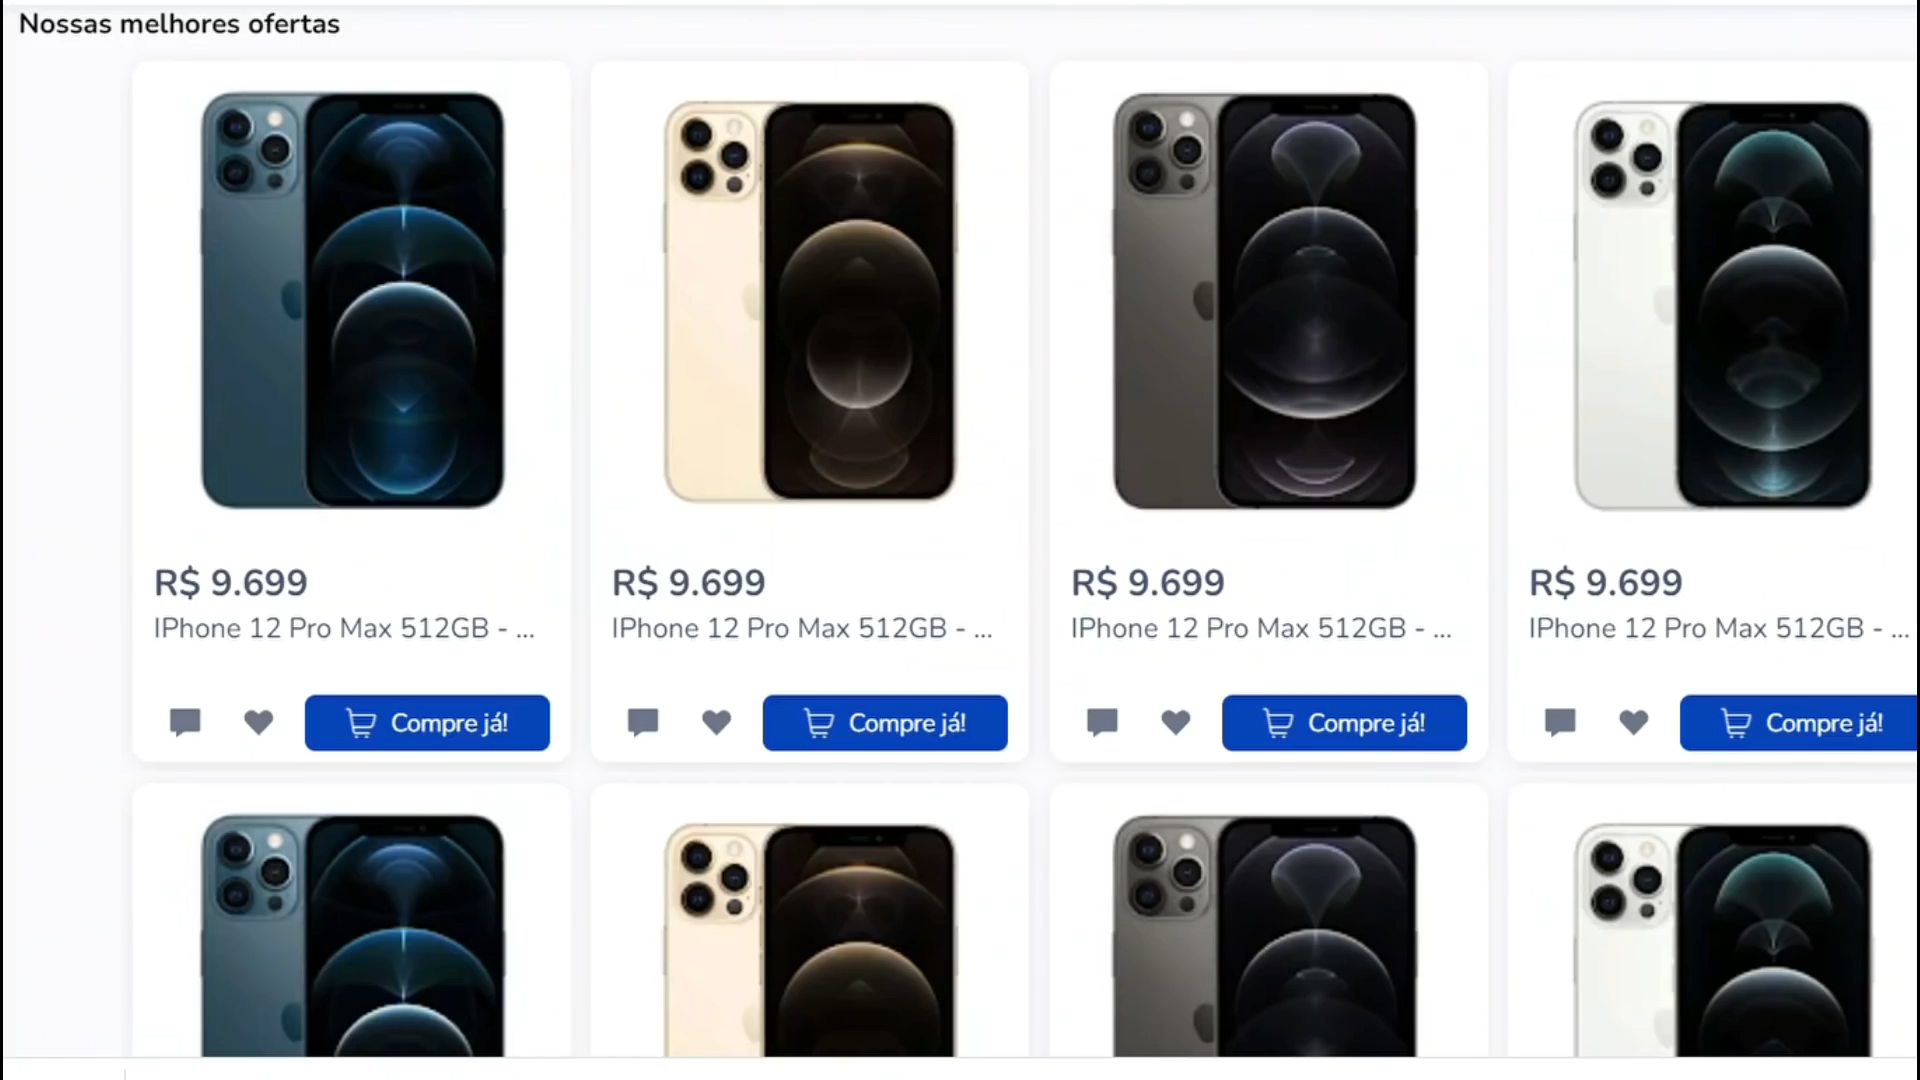 Nossas melhores ofertas
R$ 9.699
IPhone 12 Pro Max 512GB - ...
Compre já!
R$ 9.699
IPhone 12 Pro Max 512GB - ...
Compre já!
R$ 9.699
IPhone 12 Pro Max 512GB - ...
Compre já!
R$ 9.699
IPhone 12 Pro Max 512GB - ...
Compre já!